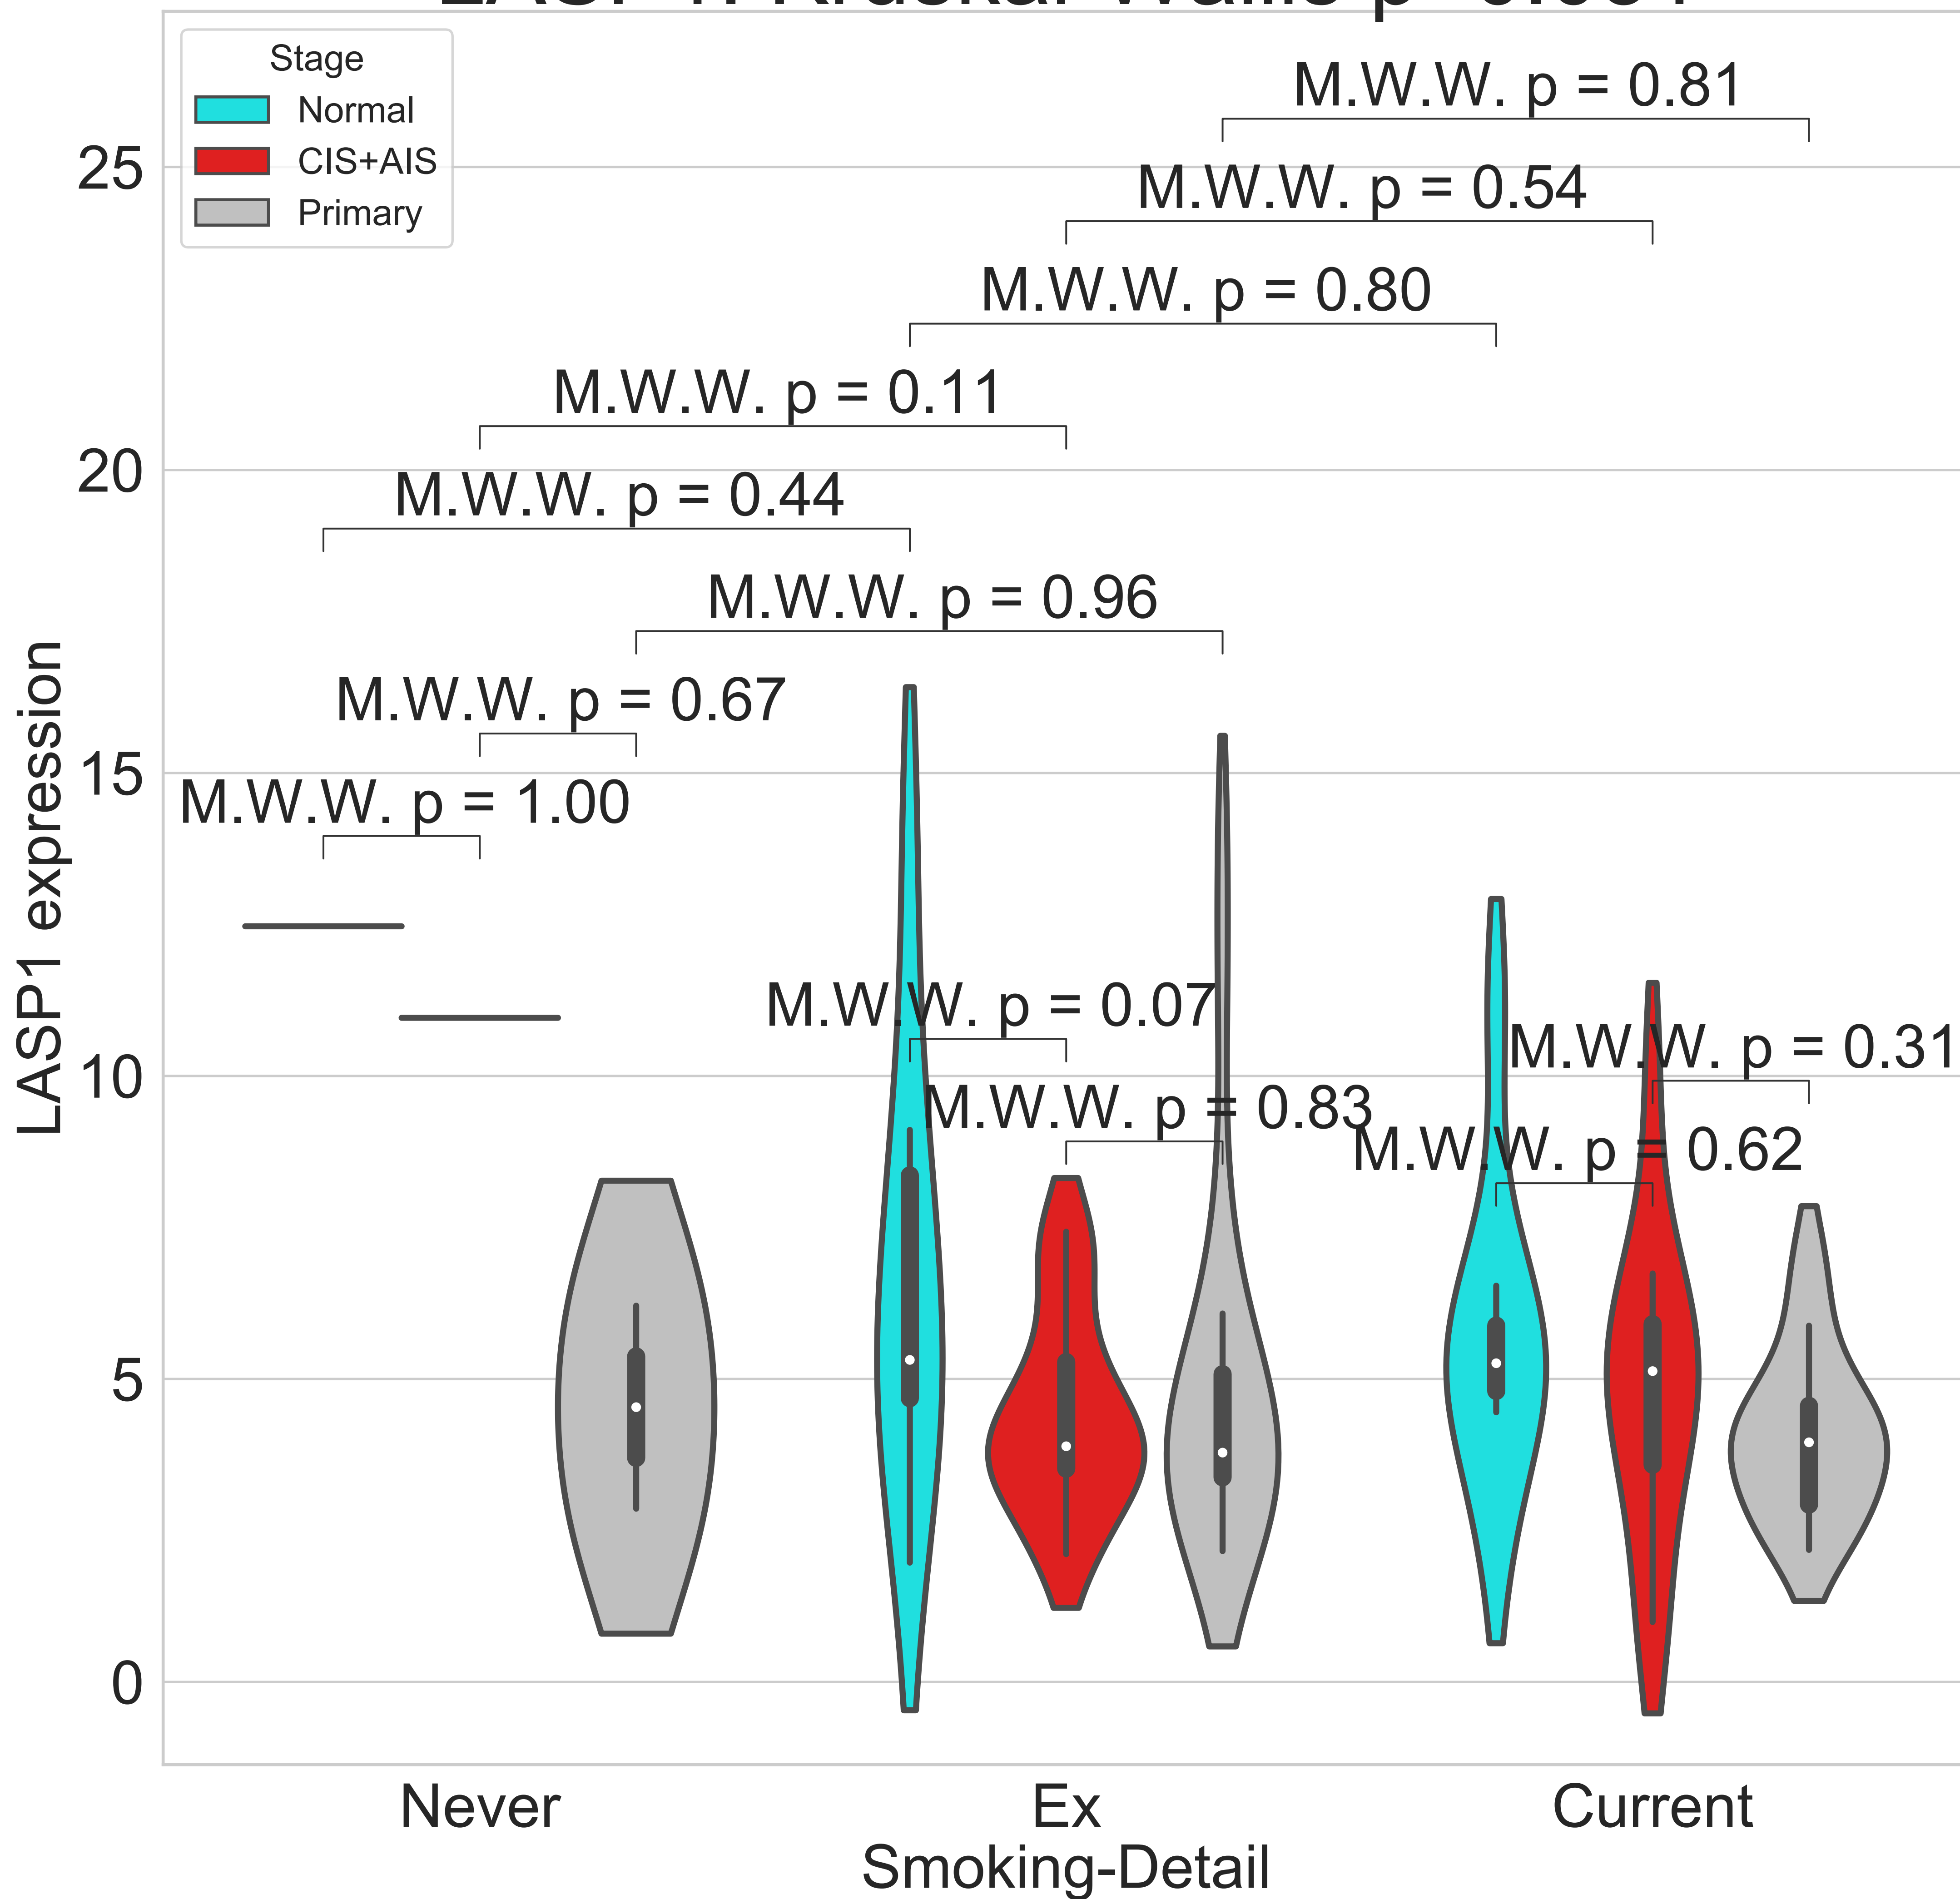 Stage
Normal
CIS+AIS
Primary
M.W.W. p = 0.81
M.W.W. p = 0.54
M.W.W. p = 0.80
M.W.W. p = 0.11
M.W.W. p = 0.44
M.W.W. p = 0.96
M.W.W. p = 0.67
M.W.W. p = 1.00
M.W.W. p = 0.07
M.W.W. p = 0.31
M.W.W. p = 0.83
M.W.W. p = 0.62
25
20
15
10
5
0
LASP1 expression
Never
Ex
Current
Smoking-Detail